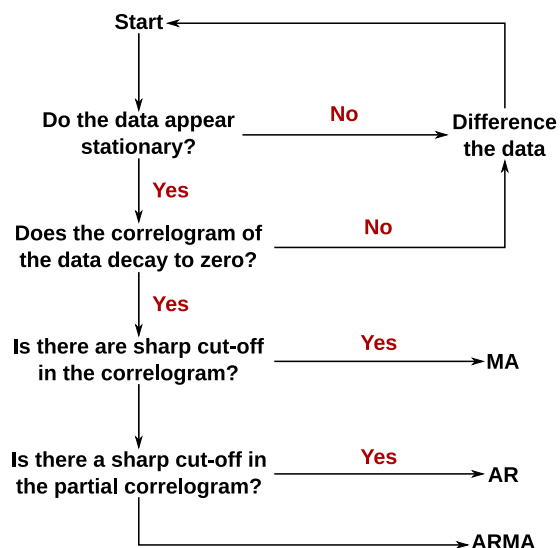 Start
Do the data appear
stationary?
No
Difference
the data
Yes
Does the correlogram of
the data decay to zero?
No
Yes
Is there are sharp cut-off
in the correlogram?
Yes
MA
Is there a sharp cut-off in
the partial correlogram?
Yes
AR
ARMA